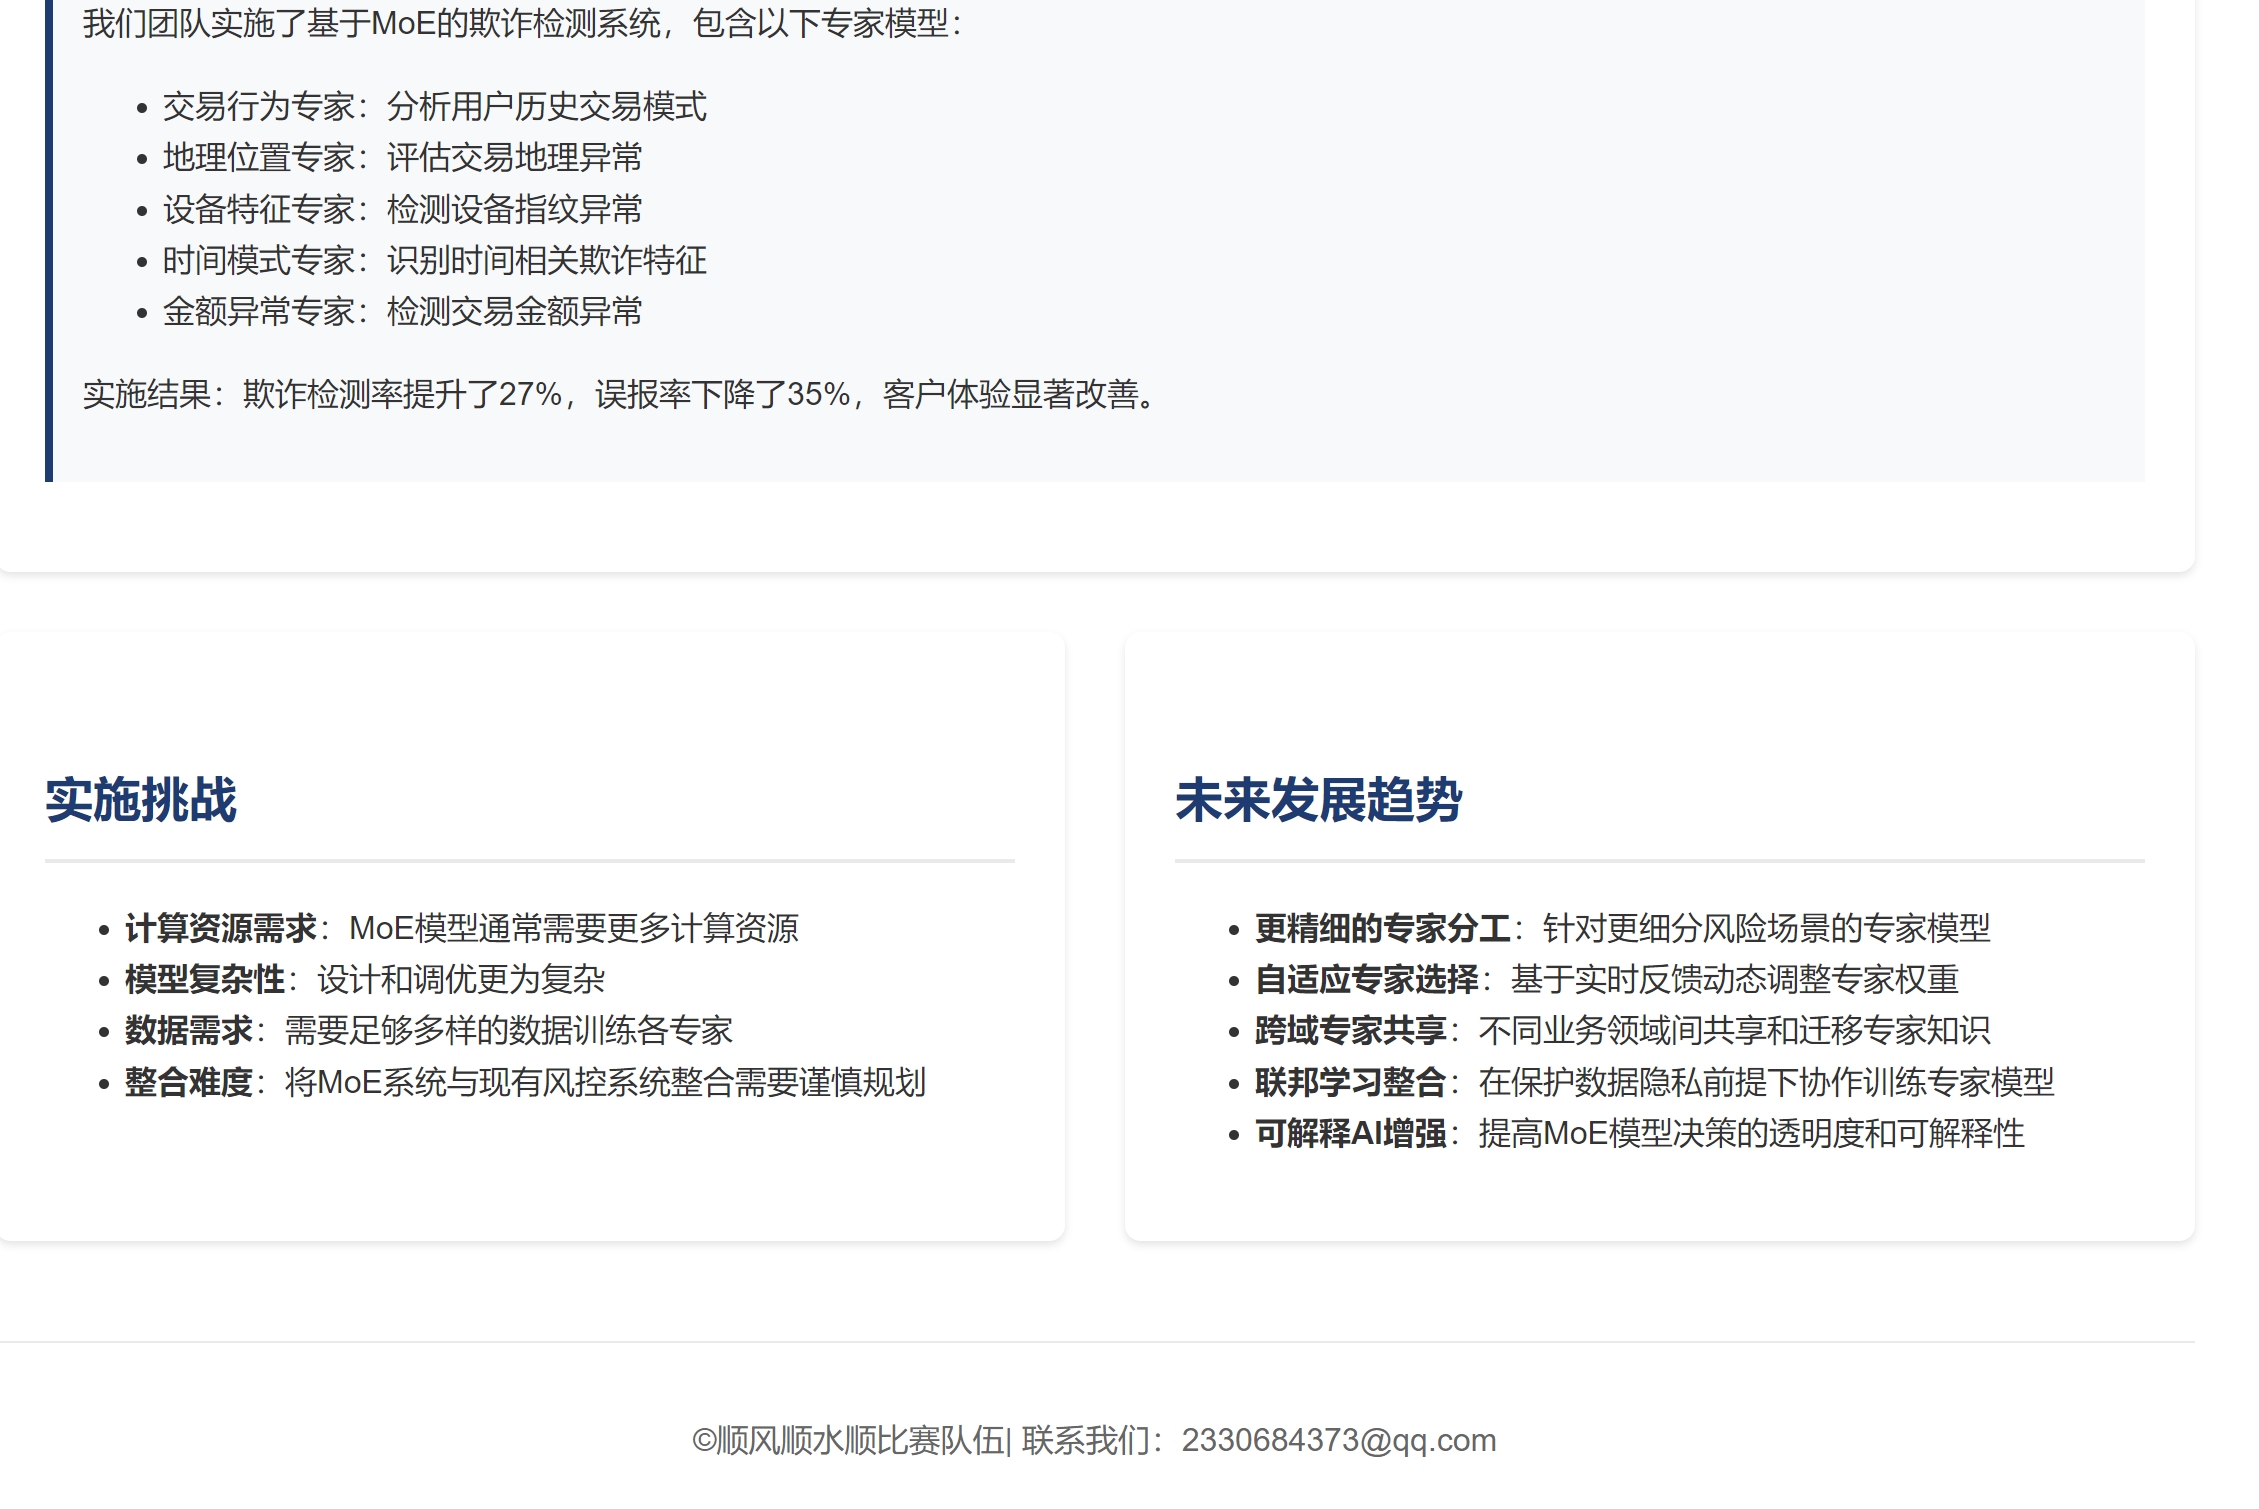 我们团队实施了基于MoE的欺诈检测系统，包含以下专家模型：
交易行为专家：分析用户历史交易模式
地理位置专家：评估交易地理异常
设备特征专家：检测设备指纹异常
时间模式专家：识别时间相关欺诈特征
金额异常专家：检测交易金额异常
实施结果：欺诈检测率提升了27%，误报率下降了35%，客户体验显著改善。
实施挑战
计算资源需求：MoE模型通常需要更多计算资源
模型复杂性：设计和调优更为复杂
数据需求：需要足够多样的数据训练各专家
整合难度：将MoE系统与现有风控系统整合需要谨慎规划
未来发展趋势
更精细的专家分工：针对更细分风险场景的专家模型
自适应专家选择：基于实时反馈动态调整专家权重
跨域专家共享：不同业务领域间共享和迁移专家知识
联邦学习整合：在保护数据隐私前提下协作训练专家模型
可解释AI增强：提高MoE模型决策的透明度和可解释性
©顺风顺水顺比赛队伍| 联系我们：2330684373@qq.com